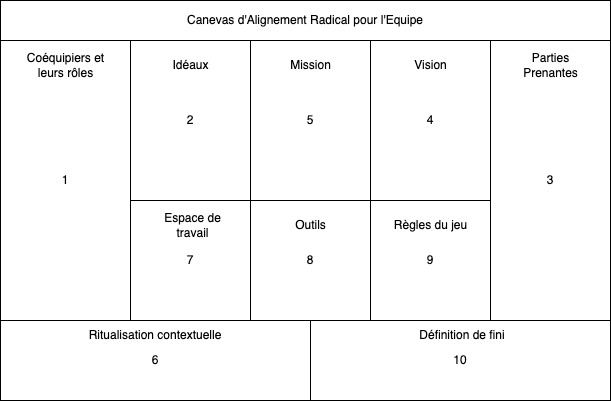 Canevas d'Alignement Radical pour l'Equipe
Coéquipiers et
leurs rôles
1
Idéaux
2
Mission
5
Vision
4
Parties
Prenantes
3
Espace de
travail
7
Outils
8
Règles du jeu
9
Ritualisation contextuelle
6
Définition de fini
10